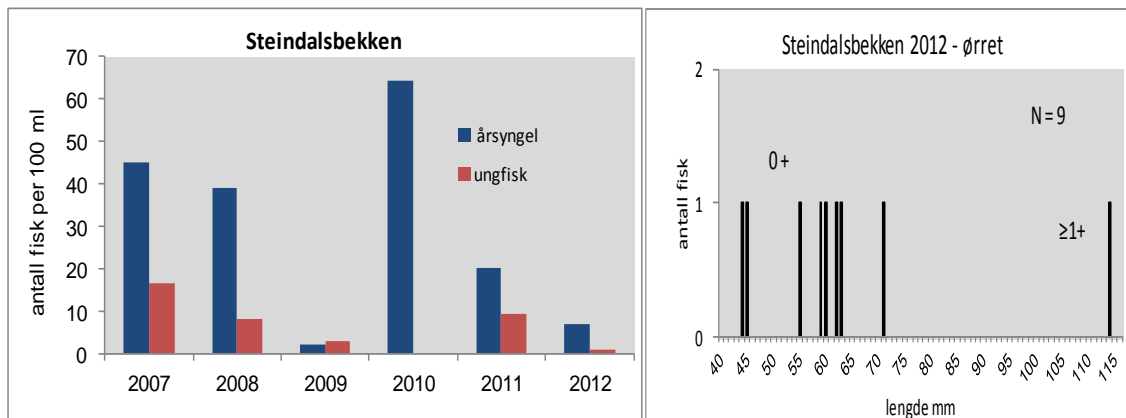 Steindalsbekken
antall fisk per 100 ml
70
60
50
40
30
20
10
0
2007 2008 2009 2010 2011 2012
årsyngel
ungfisk
Steindalsbekken 2012 - ørret
antall fisk
2
1
0
N = 9
0+
≥1+
40 45 50 55 60 65 70 75 80 85 90 95 100 105 110 115
lengde mm